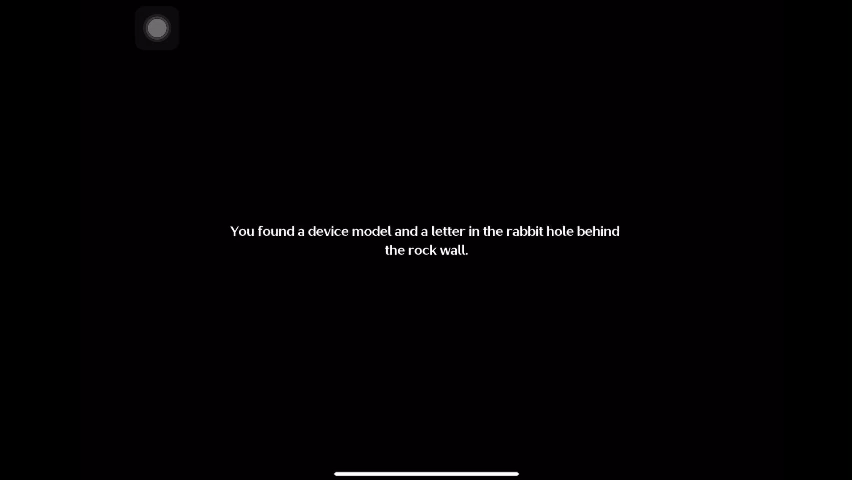 You found a device model and a letter in the rabbit hole behind
the rock wall.